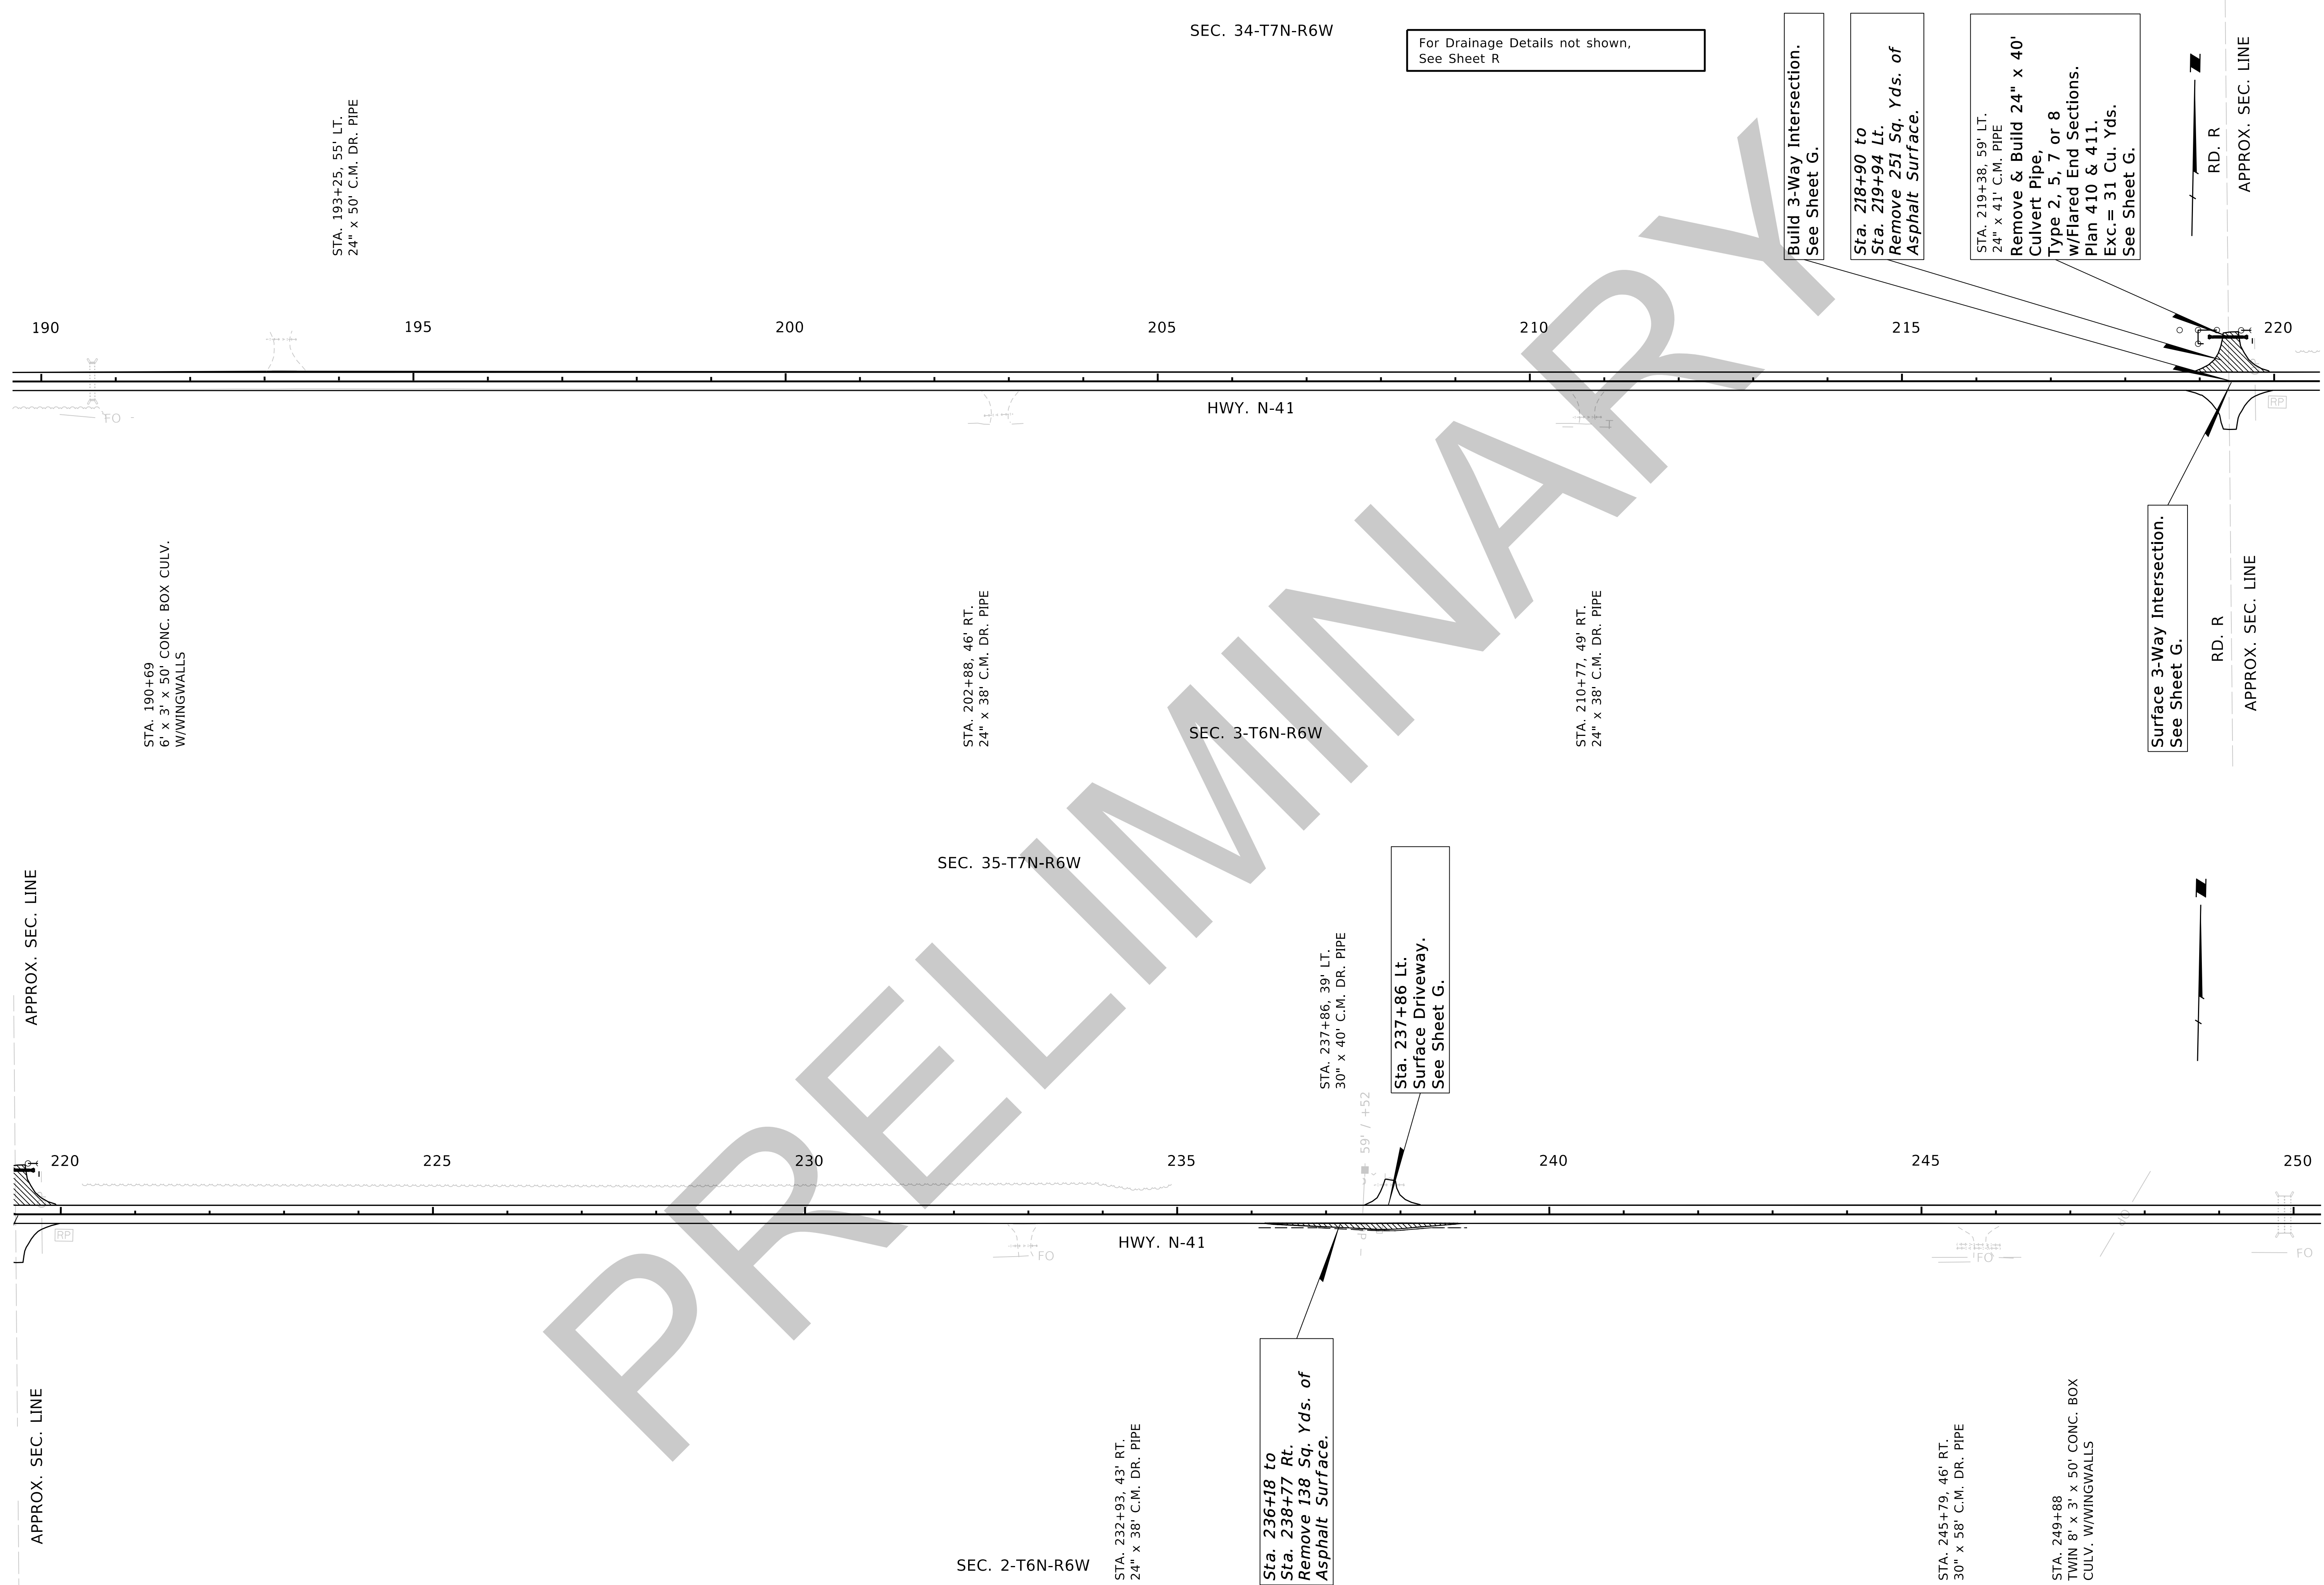 SEC. 34-T7N-R6W
For Drainage Details not shown,
See Sheet R
STA. 193+25, 55' LT.
24" x 50' C.M. DR. PIPE
Build 3-Way Intersection.
See Sheet G.
Sta. 218+90 to
Sta. 219+94 Lt.
Remove 251 Sq. Yds. of
Asphalt Surface.
STA. 219+38, 59' LT.
24" x 41' C.M. PIPE
Remove & Build 24" x 40'
Culvert Pipe,
Type 2, 5, 7 or 8
w/Flared End Sections.
Plan 410 & 411.
Exc.= 31 Cu. Yds.
See Sheet G.
RD. R
APPROX. SEC. LINE
190
195
200
205
210
215
220
FO
HWY. N-41
RP
STA. 190+69
6' x 3' x 50' CONC. BOX CULV.
W/WINGWALLS
STA. 202+88, 46' RT.
24" x 38' C.M. DR. PIPE
SEC. 3-T6N-R6W
STA. 210+77, 49' RT.
24" x 38' C.M. DR. PIPE
Surface 3-Way Intersection.
See Sheet G.
RD. R
APPROX. SEC. LINE
PRELIMINARY
APPROX. SEC. LINE
SEC. 35-T7N-R6W
STA. 237+86, 39' LT.
30" x 40' C.M. DR. PIPE
59' / +52
Sta. 237+86 Lt.
Surface Driveway.
See Sheet G.
220
225
230
235
240
245
250
RP
FO
HWY. N-41
FO
FO
FO
APPROX. SEC. LINE
SEC. 2-T6N-R6W
STA. 232+93, 43' RT.
24" x 38' C.M. DR. PIPE
Sta. 236+18 to
Sta. 238+77 Rt.
Remove 138 Sq. Yds. of
Asphalt Surface.
STA. 245+79, 46' RT.
30" x 58' C.M. DR. PIPE
STA. 249+88
TWIN 8' x 3' x 50' CONC. BOX
CULV. W/WINGWALLS